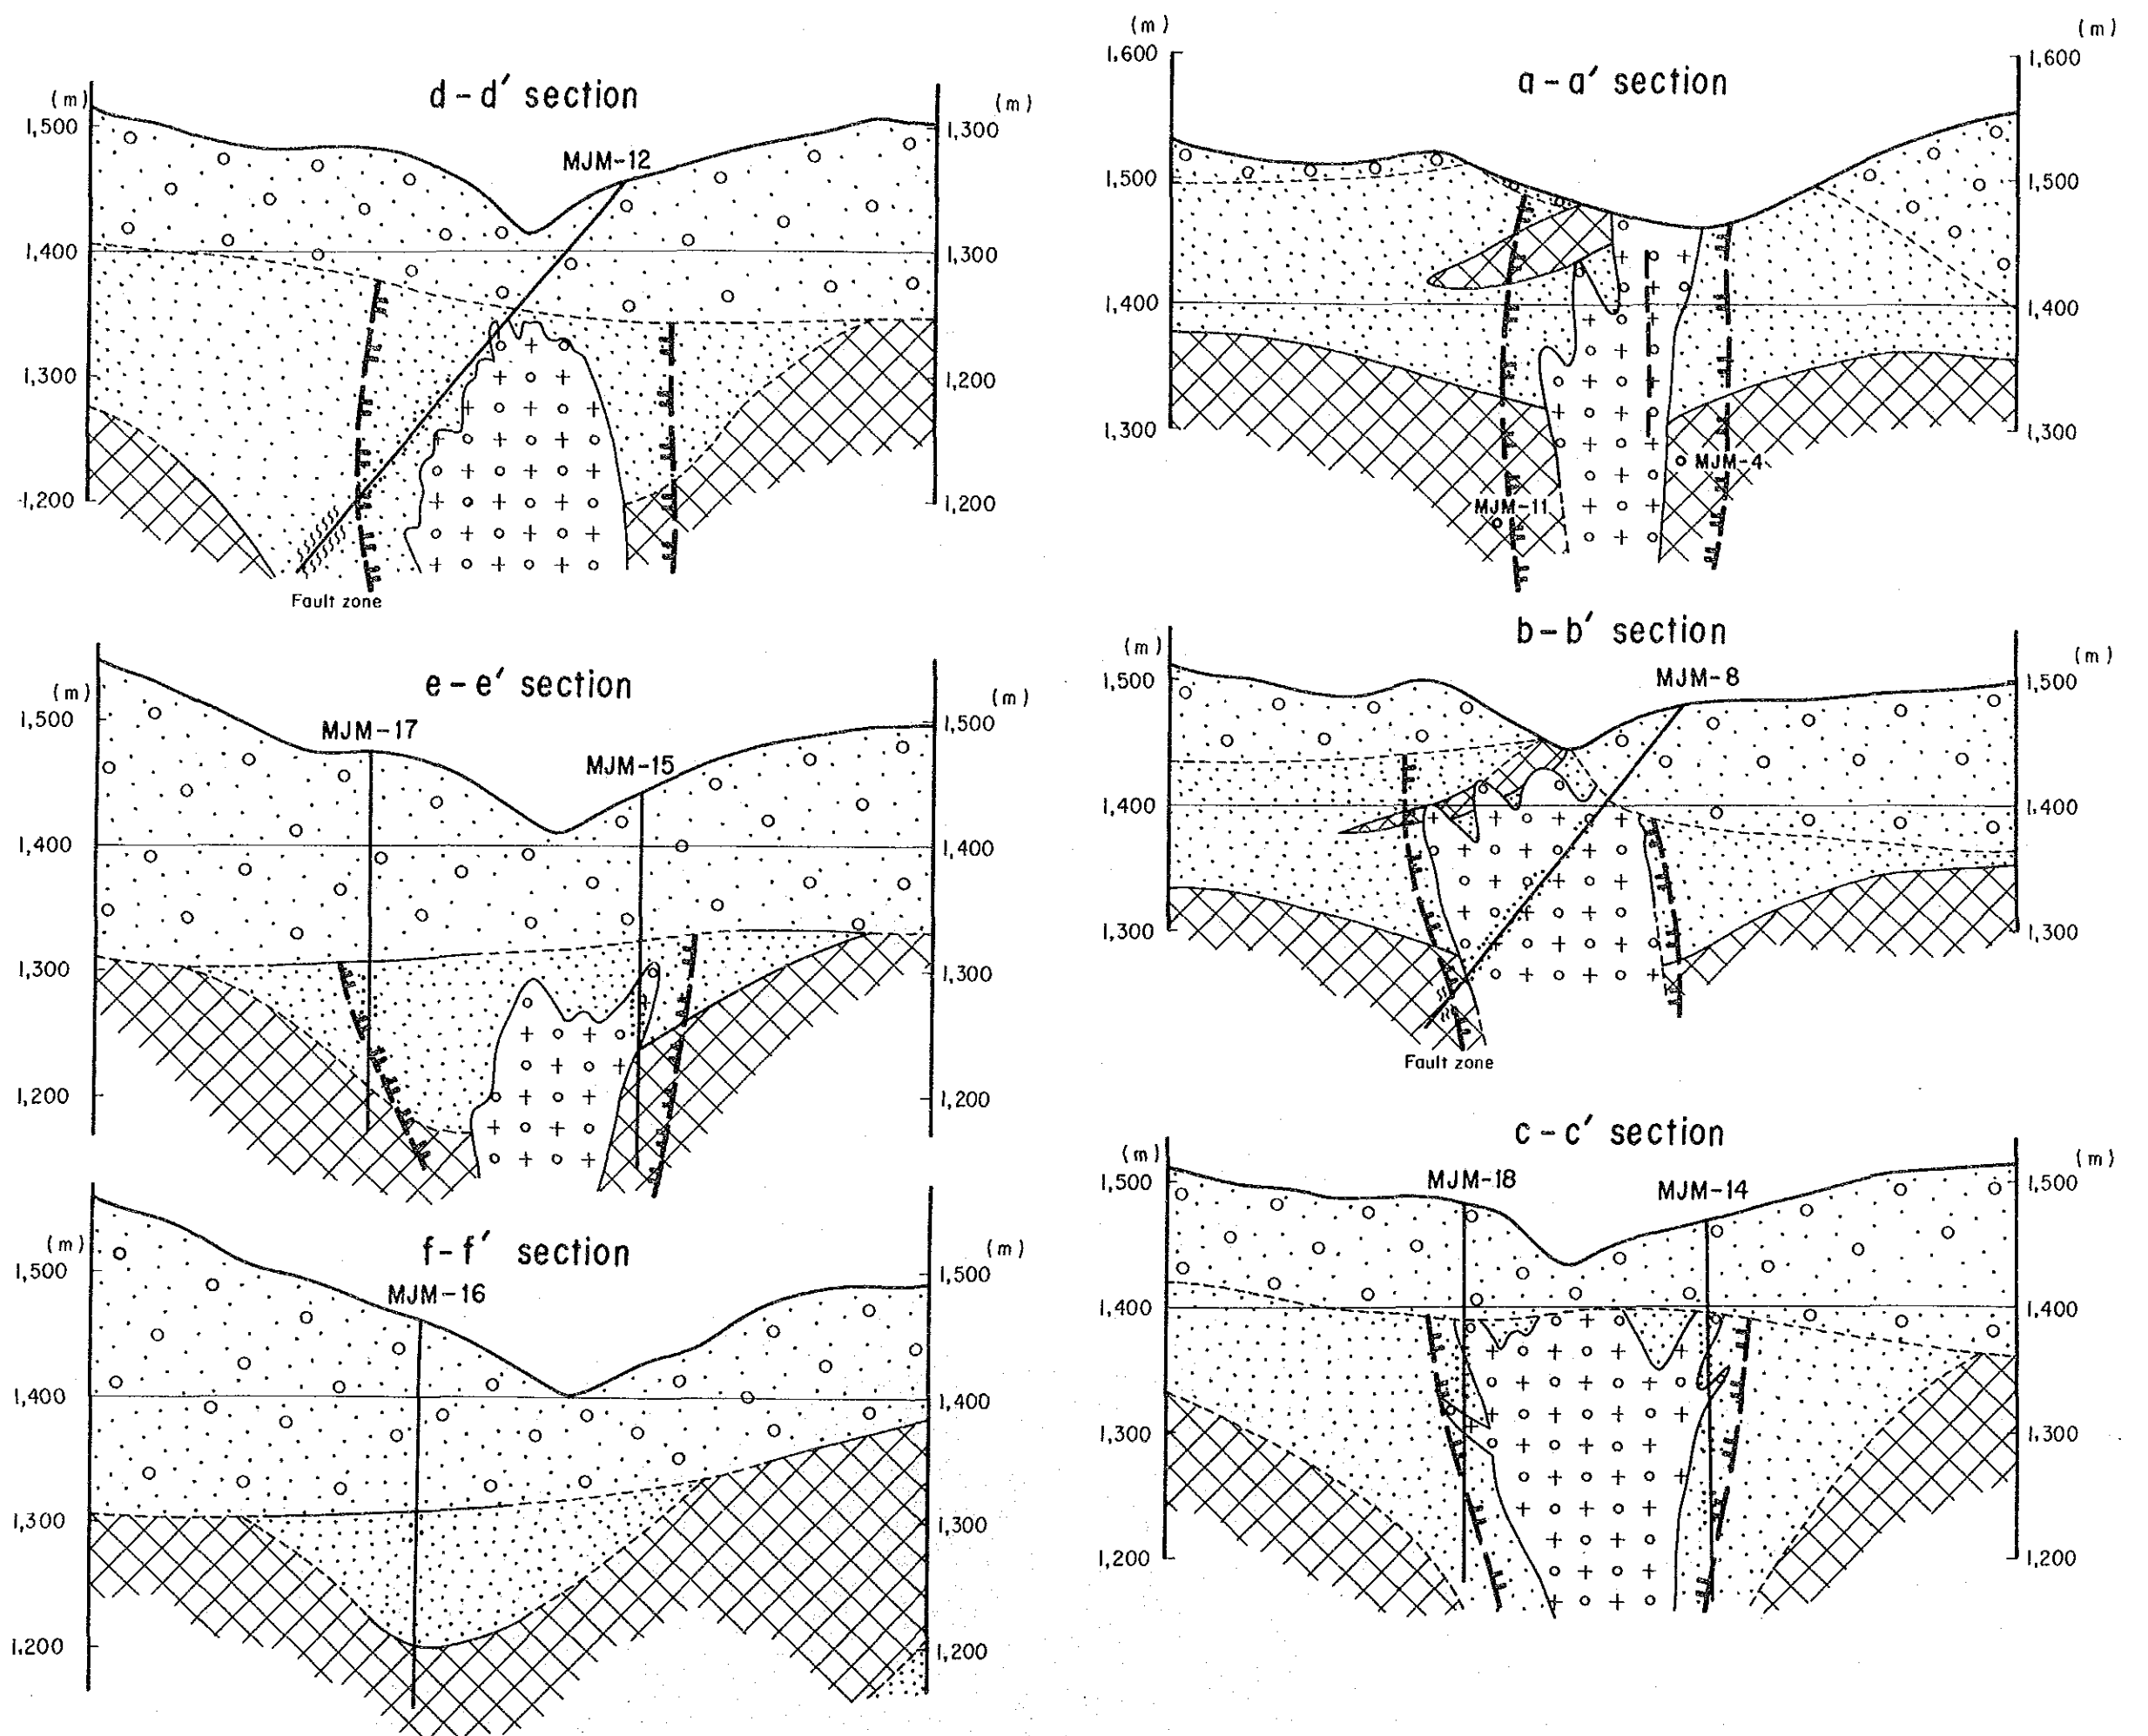 d-d' section
(m)
(m)
1,500
1,300
MJM-12
1,400
1,300
1,300
1,200
1,200
1,200
Fault zone
e-e' section
(m)
(m)
1,500
1,500
MJM-17
MJM-15
1,400
1,400
1,300
1,300
1,200
1,200
f-f' section
(m)
(m)
1,500
1,500
MJM-16
1,400
1,400
1,300
1,300
1,200
1,200
(m)
(m)
1,600
1,600
a-a' section
1,500
1,500
1,400
1,400
1,300
1,300
MJM-4
MJM-11
b-b' section
(m)
(m)
MJM-8
1,500
1,500
1,400
1,400
1,300
1,300
Fault zone
c-c' section
(m)
(m)
MJM-18
MJM-14
1,500
1,500
1,400
1,400
1,300
1,300
1,200
1,200